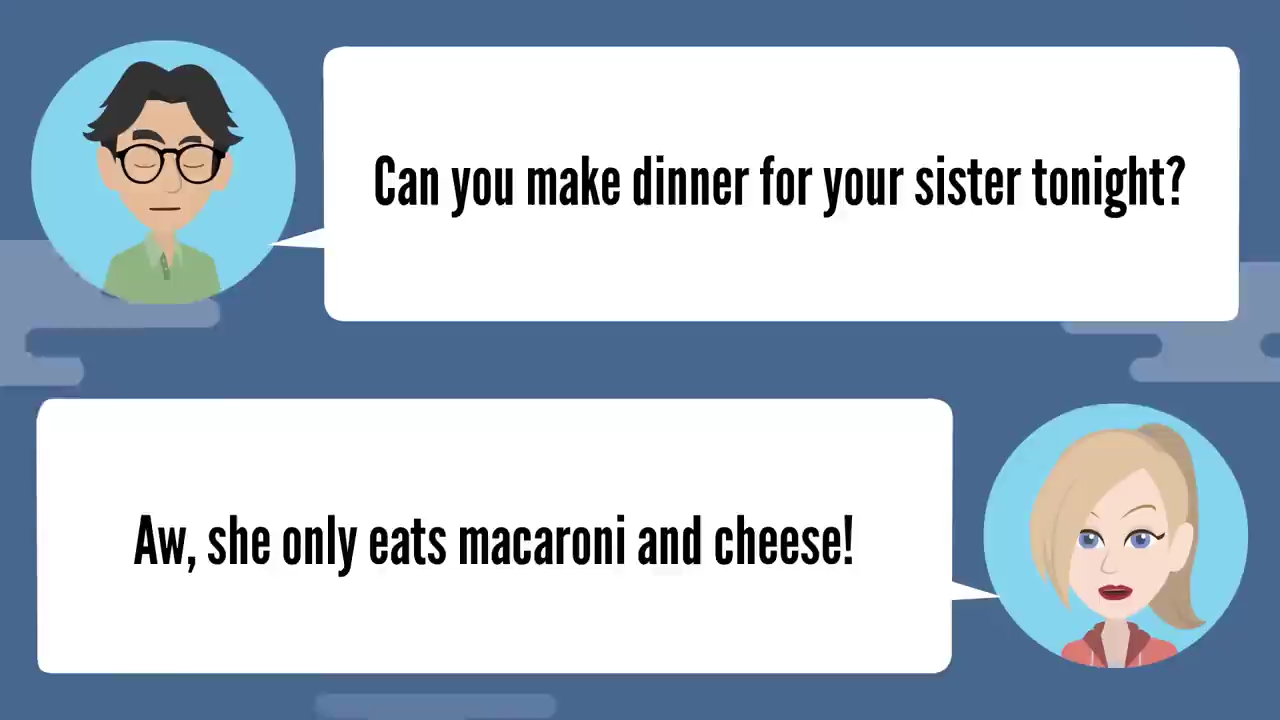 Can you make dinner for your sister tonight?
Aw, she only eats macaroni and cheese!